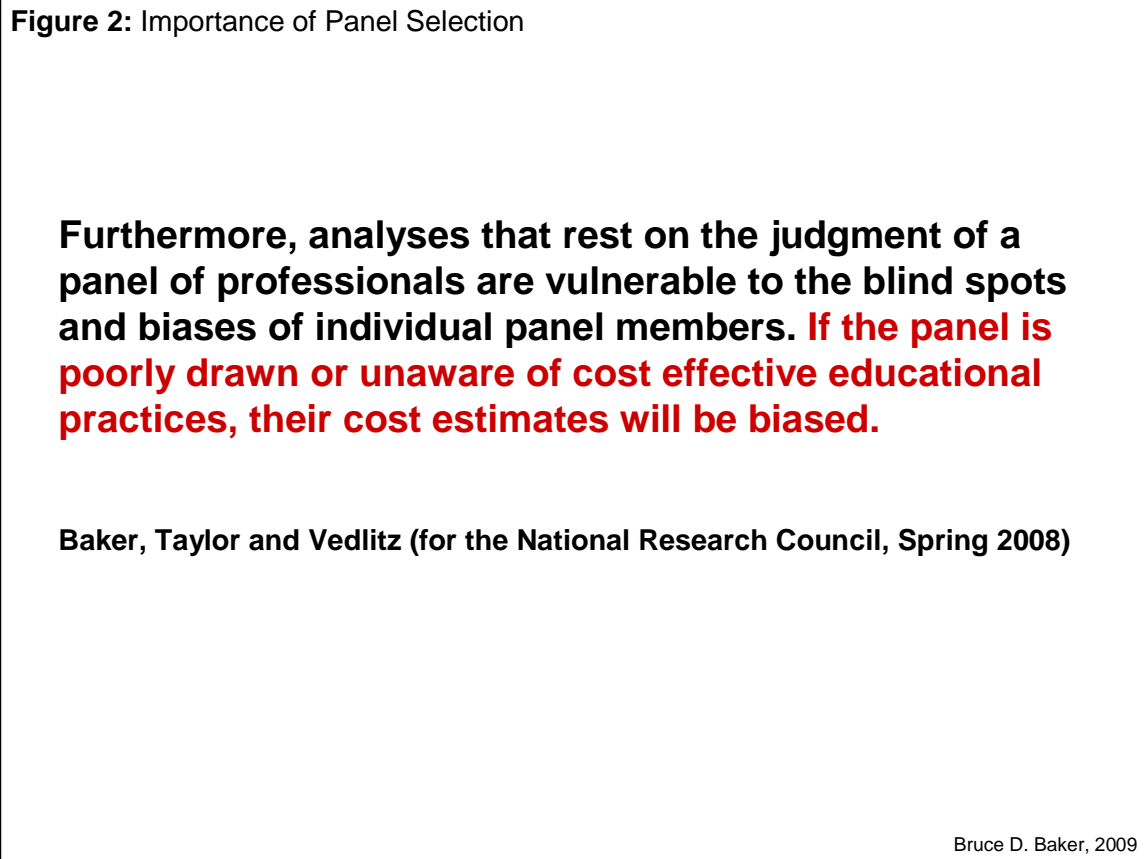 Figure 2: Importance of Panel Selection
Furthermore, analyses that rest on the judgment of a
panel of professionals are vulnerable to the blind spots
and biases of individual panel members. If the panel is
poorly drawn or unaware of cost effective educational
practices, their cost estimates will be biased.
Baker, Taylor and Vedlitz (for the National Research Council, Spring 2008)
Bruce D. Baker, 2009